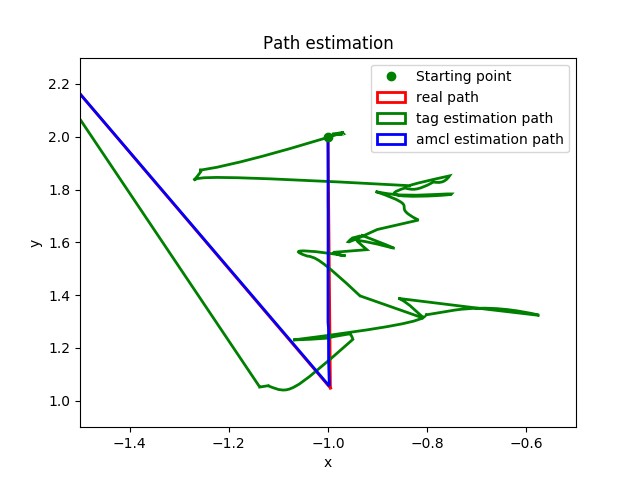 Path estimation
Starting point
real path
tag estimation path
amcl estimation path
y
2.2
2.0
1.8
1.6
1.4
1.2
1.0
−1.4
−1.2
−1.0
−0.8
−0.6
x